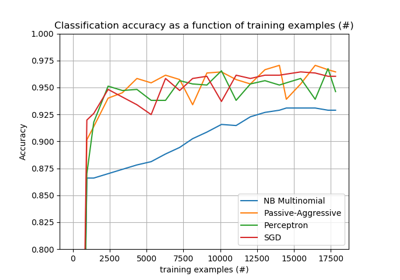 Classification accuracy as a function of training examples (#)
1.000
0.975
0.950
0.925
0.900
0.875
0.850
0.825
0.800
Accuracy
NB Multinomial
Passive-Aggressive
Perceptron
SGD
0 2500 5000 7500 10000 12500 15000 17500
training examples (#)